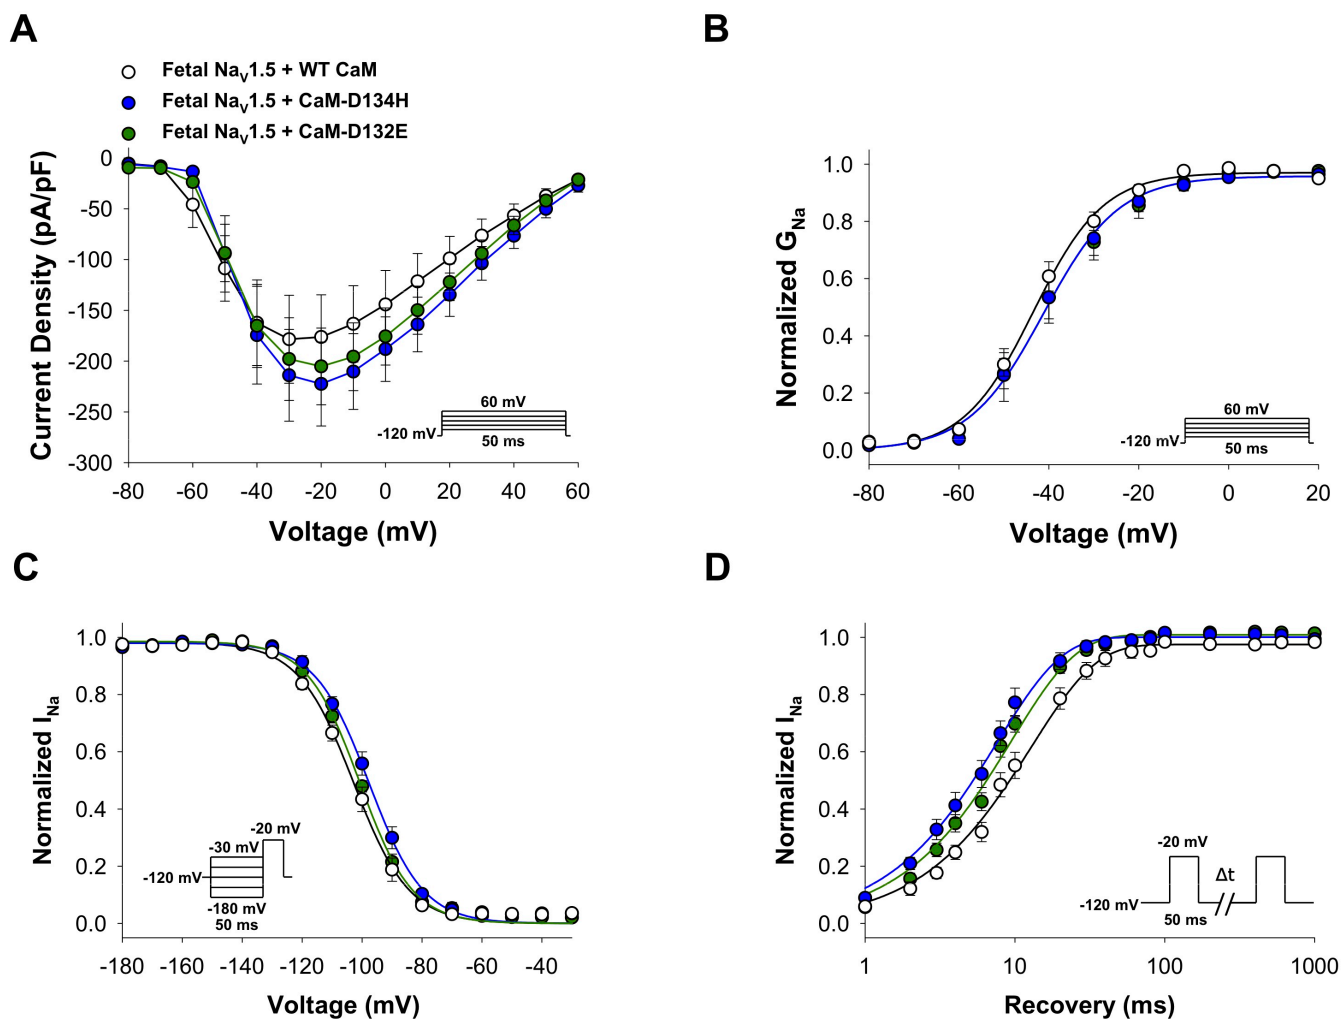 A
Fetal NaV1.5 + WT CaM
Fetal NaV1.5 + CaM-D134H
Fetal NaV1.5 + CaM-D132E
Current Density (pA/pF)
0
-50
-100
-150
-200
-250
-300
60 mV
-120 mV
50 ms
-80 -60 -40 -20 0 20 40 60
Voltage (mV)
B
Normalized GNa
1.0
0.8
0.6
0.4
0.2
0.0
60 mV
-120 mV
50 ms
-80 -60 -40 -20 0 20
Voltage (mV)
C
Normalized INa
1.0
0.8
0.6
0.4
0.2
0.0
-20 mV
-30 mV
-120 mV
-180 mV
50 ms
-180 -160 -140 -120 -100 -80 -60 -40
Voltage (mV)
D
Normalized INa
1.0
0.8
0.6
0.4
0.2
0.0
-20 mV
Δt
-120 mV
50 ms
1 10 100 1000
Recovery (ms)